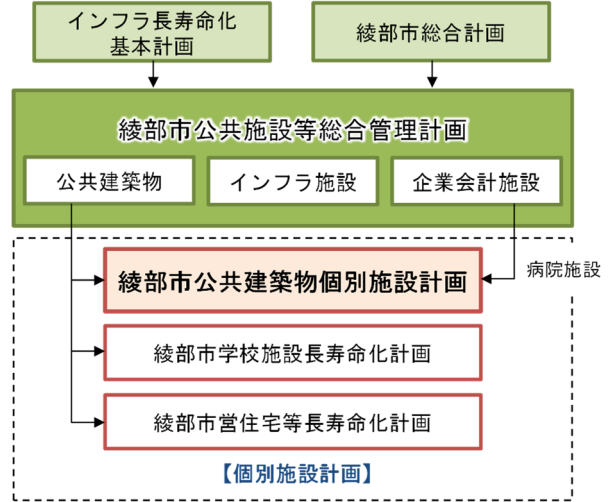 インフラ長寿命化
基本計画
綾部市総合計画
綾部市公共施設等総合管理計画
公共建築物
インフラ施設
企業会計施設
病院施設
綾部市公共建築物個別施設計画
綾部市学校施設長寿命化計画
綾部市営住宅等長寿命化計画
【個別施設計画】